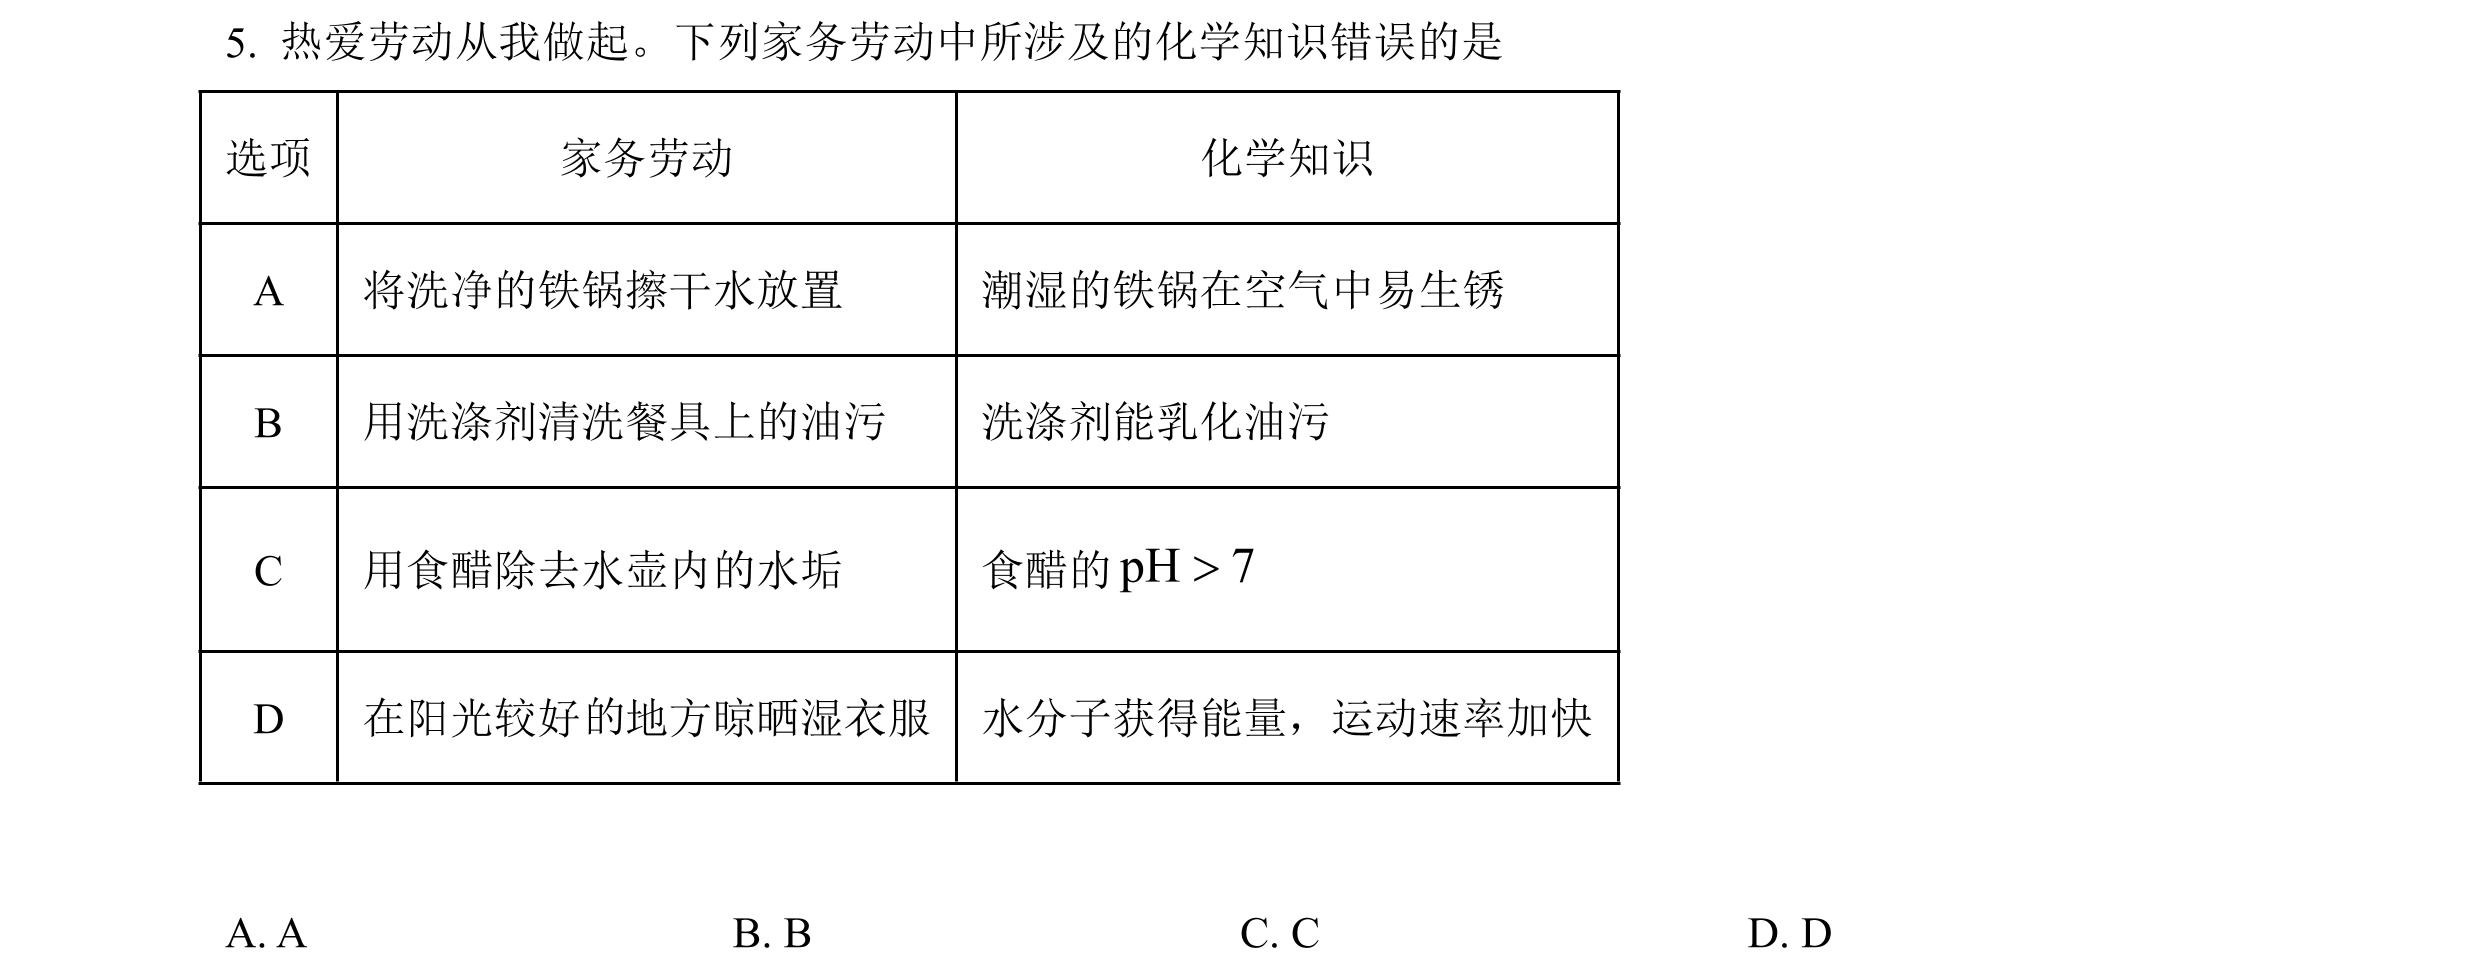 5. 热爱劳动从我做起。下列家务劳动中所涉及的化学知识错误的是
选项 家务劳动 化学知识
A 将洗净的铁锅擦干水放置 潮湿的铁锅在空气中易生锈
B 用洗涤剂清洗餐具上的油污 洗涤剂能乳化油污
C 用食醋除去水壶内的水垢 食醋的 pH > 7
D 在阳光较好的地方晾晒湿衣服 水分子获得能量，运动速率加快
A. A B. B C. C D. D